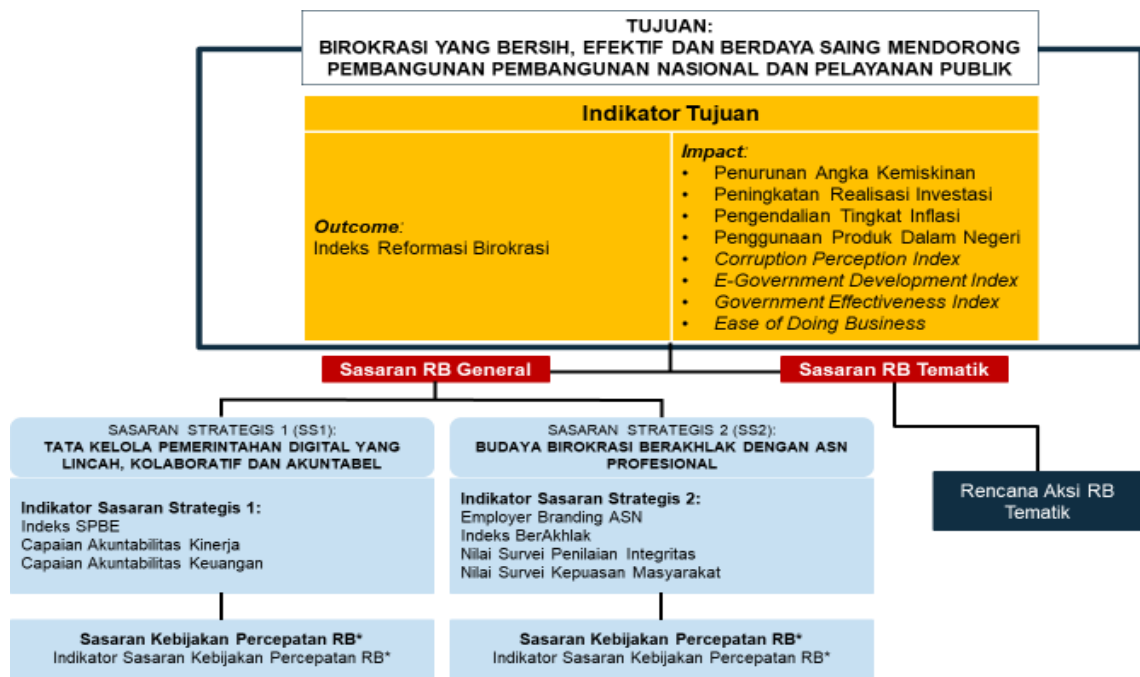 TUJUAN:
BIROKRASI YANG BERSIH, EFEKTIF DAN BERDAYA SAING MENDORONG
PEMBANGUNAN PEMBANGUNAN NASIONAL DAN PELAYANAN PUBLIK
Indikator Tujuan
Outcome:
Indeks Reformasi Birokrasi
Impact:
• Penurunan Angka Kemiskinan
• Peningkatan Realisasi Investasi
• Pengendalian Tingkat Inflasi
• Penggunaan Produk Dalam Negeri
• Corruption Perception Index
• E-Government Development Index
• Government Effectiveness Index
• Ease of Doing Business
Sasaran RB General
Sasaran RB Tematik
SASARAN STRATEGIS 1 (SS1):
TATA KELOLA PEMERINTAHAN DIGITAL YANG
LINCAH, KOLABORATIF DAN AKUNTABEL
Indikator Sasaran Strategis 1:
Indeks SPBE
Capaian Akuntabilitas Kinerja
Capaian Akuntabilitas Keuangan
Sasaran Kebijakan Percepatan RB*
Indikator Sasaran Kebijakan Percepatan RB*
SASARAN STRATEGIS 2 (SS2):
BUDAYA BIROKRASI BERAKHLAK DENGAN ASN
PROFESIONAL
Indikator Sasaran Strategis 2:
Employer Branding ASN
Indeks BerAkhlak
Nilai Survei Penilaian Integritas
Nilai Survei Kepuasan Masyarakat
Sasaran Kebijakan Percepatan RB*
Indikator Sasaran Kebijakan Percepatan RB*
Rencana Aksi RB
Tematik